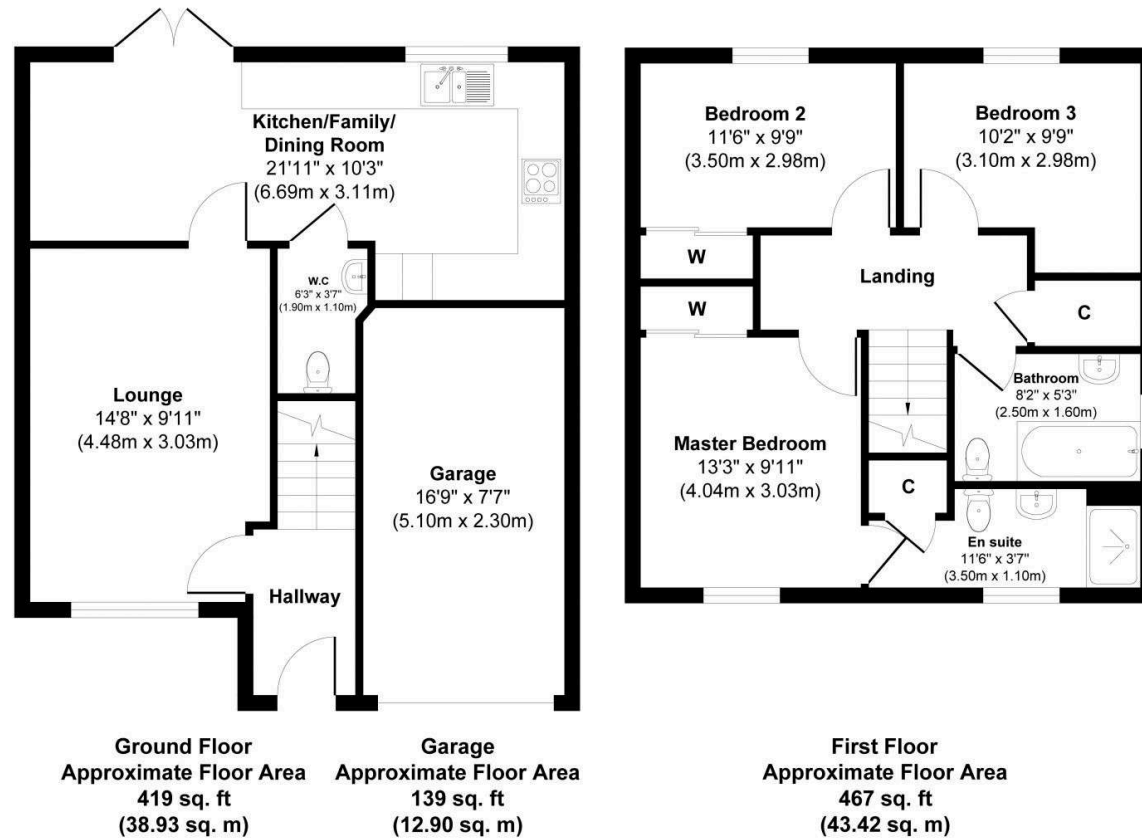 Kitchen/Family/
Dining Room
21'11" x 10'3"
(6.69m x 3.11m)
W.C
6'3" x 3'7"
(1.90m x 1.10m)
Lounge
14'8" x 9'11"
(4.48m x 3.03m)
Garage
16'9" x 7'7"
(5.10m x 2.30m)
Hallway
Ground Floor
Approximate Floor Area
419 sq. ft
(38.93 sq. m)
Garage
Approximate Floor Area
139 sq. ft
(12.90 sq. m)
Bedroom 2
11'6" x 9'9"
(3.50m x 2.98m)
Bedroom 3
10'2" x 9'9"
(3.10m x 2.98m)
W
W
Landing
C
Bathroom
8'2" x 5'3"
(2.50m x 1.60m)
Master Bedroom
13'3" x 9'11"
(4.04m x 3.03m)
C
En suite
11'6" x 3'7"
(3.50m x 1.10m)
First Floor
Approximate Floor Area
467 sq. ft
(43.42 sq. m)